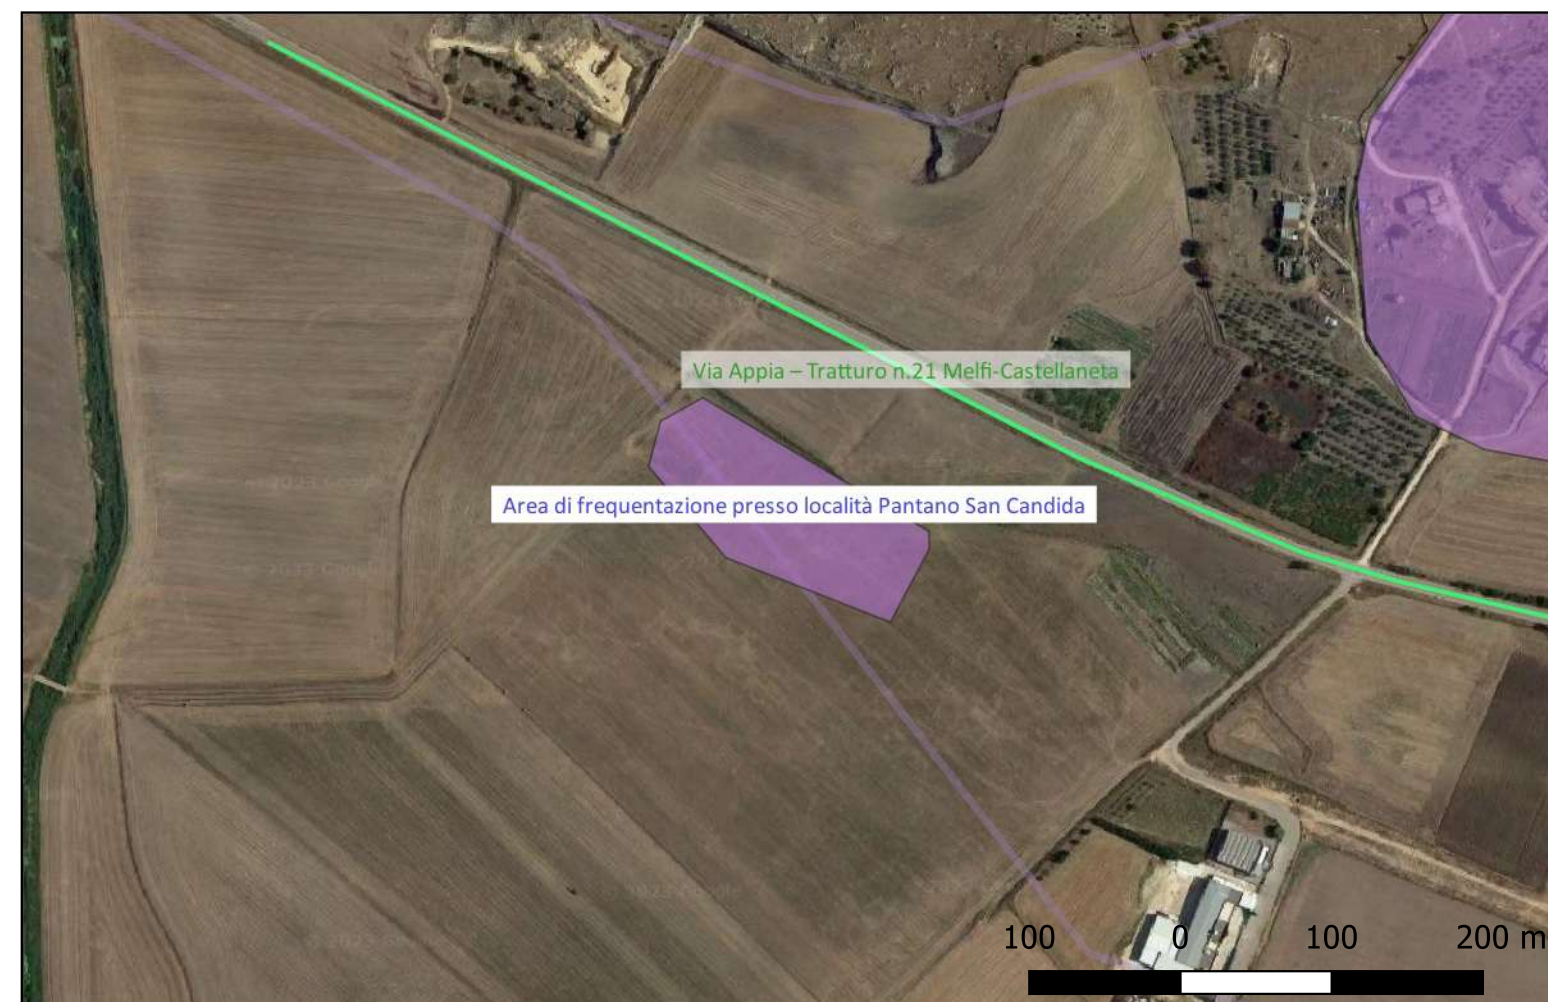 Via Appia – Tratturo n.21 Melfi-Castellaneta
Area di frequentazione presso località Pantano San Candida
100 0 100 200 m